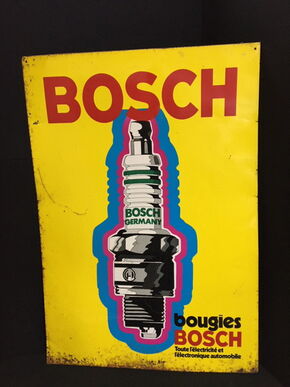 BOSCH
BOSCH
GERMANY
bougies
BOSCH
Toute l'électricité et
l'électronique automobile